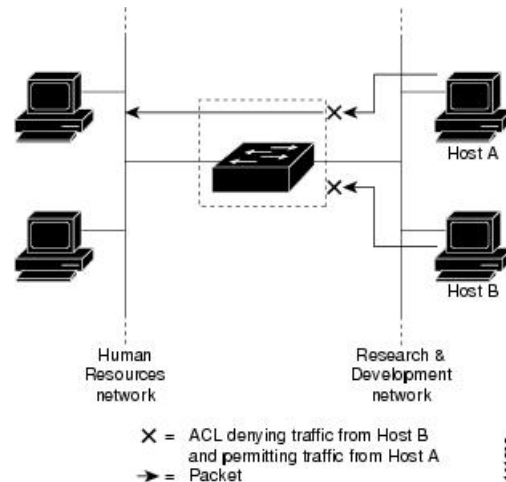 Host A
Host B
Human
Resources
network
Research &
Development
network
X = ACL denying traffic from Host B
and permitting traffic from Host A
→ = Packet